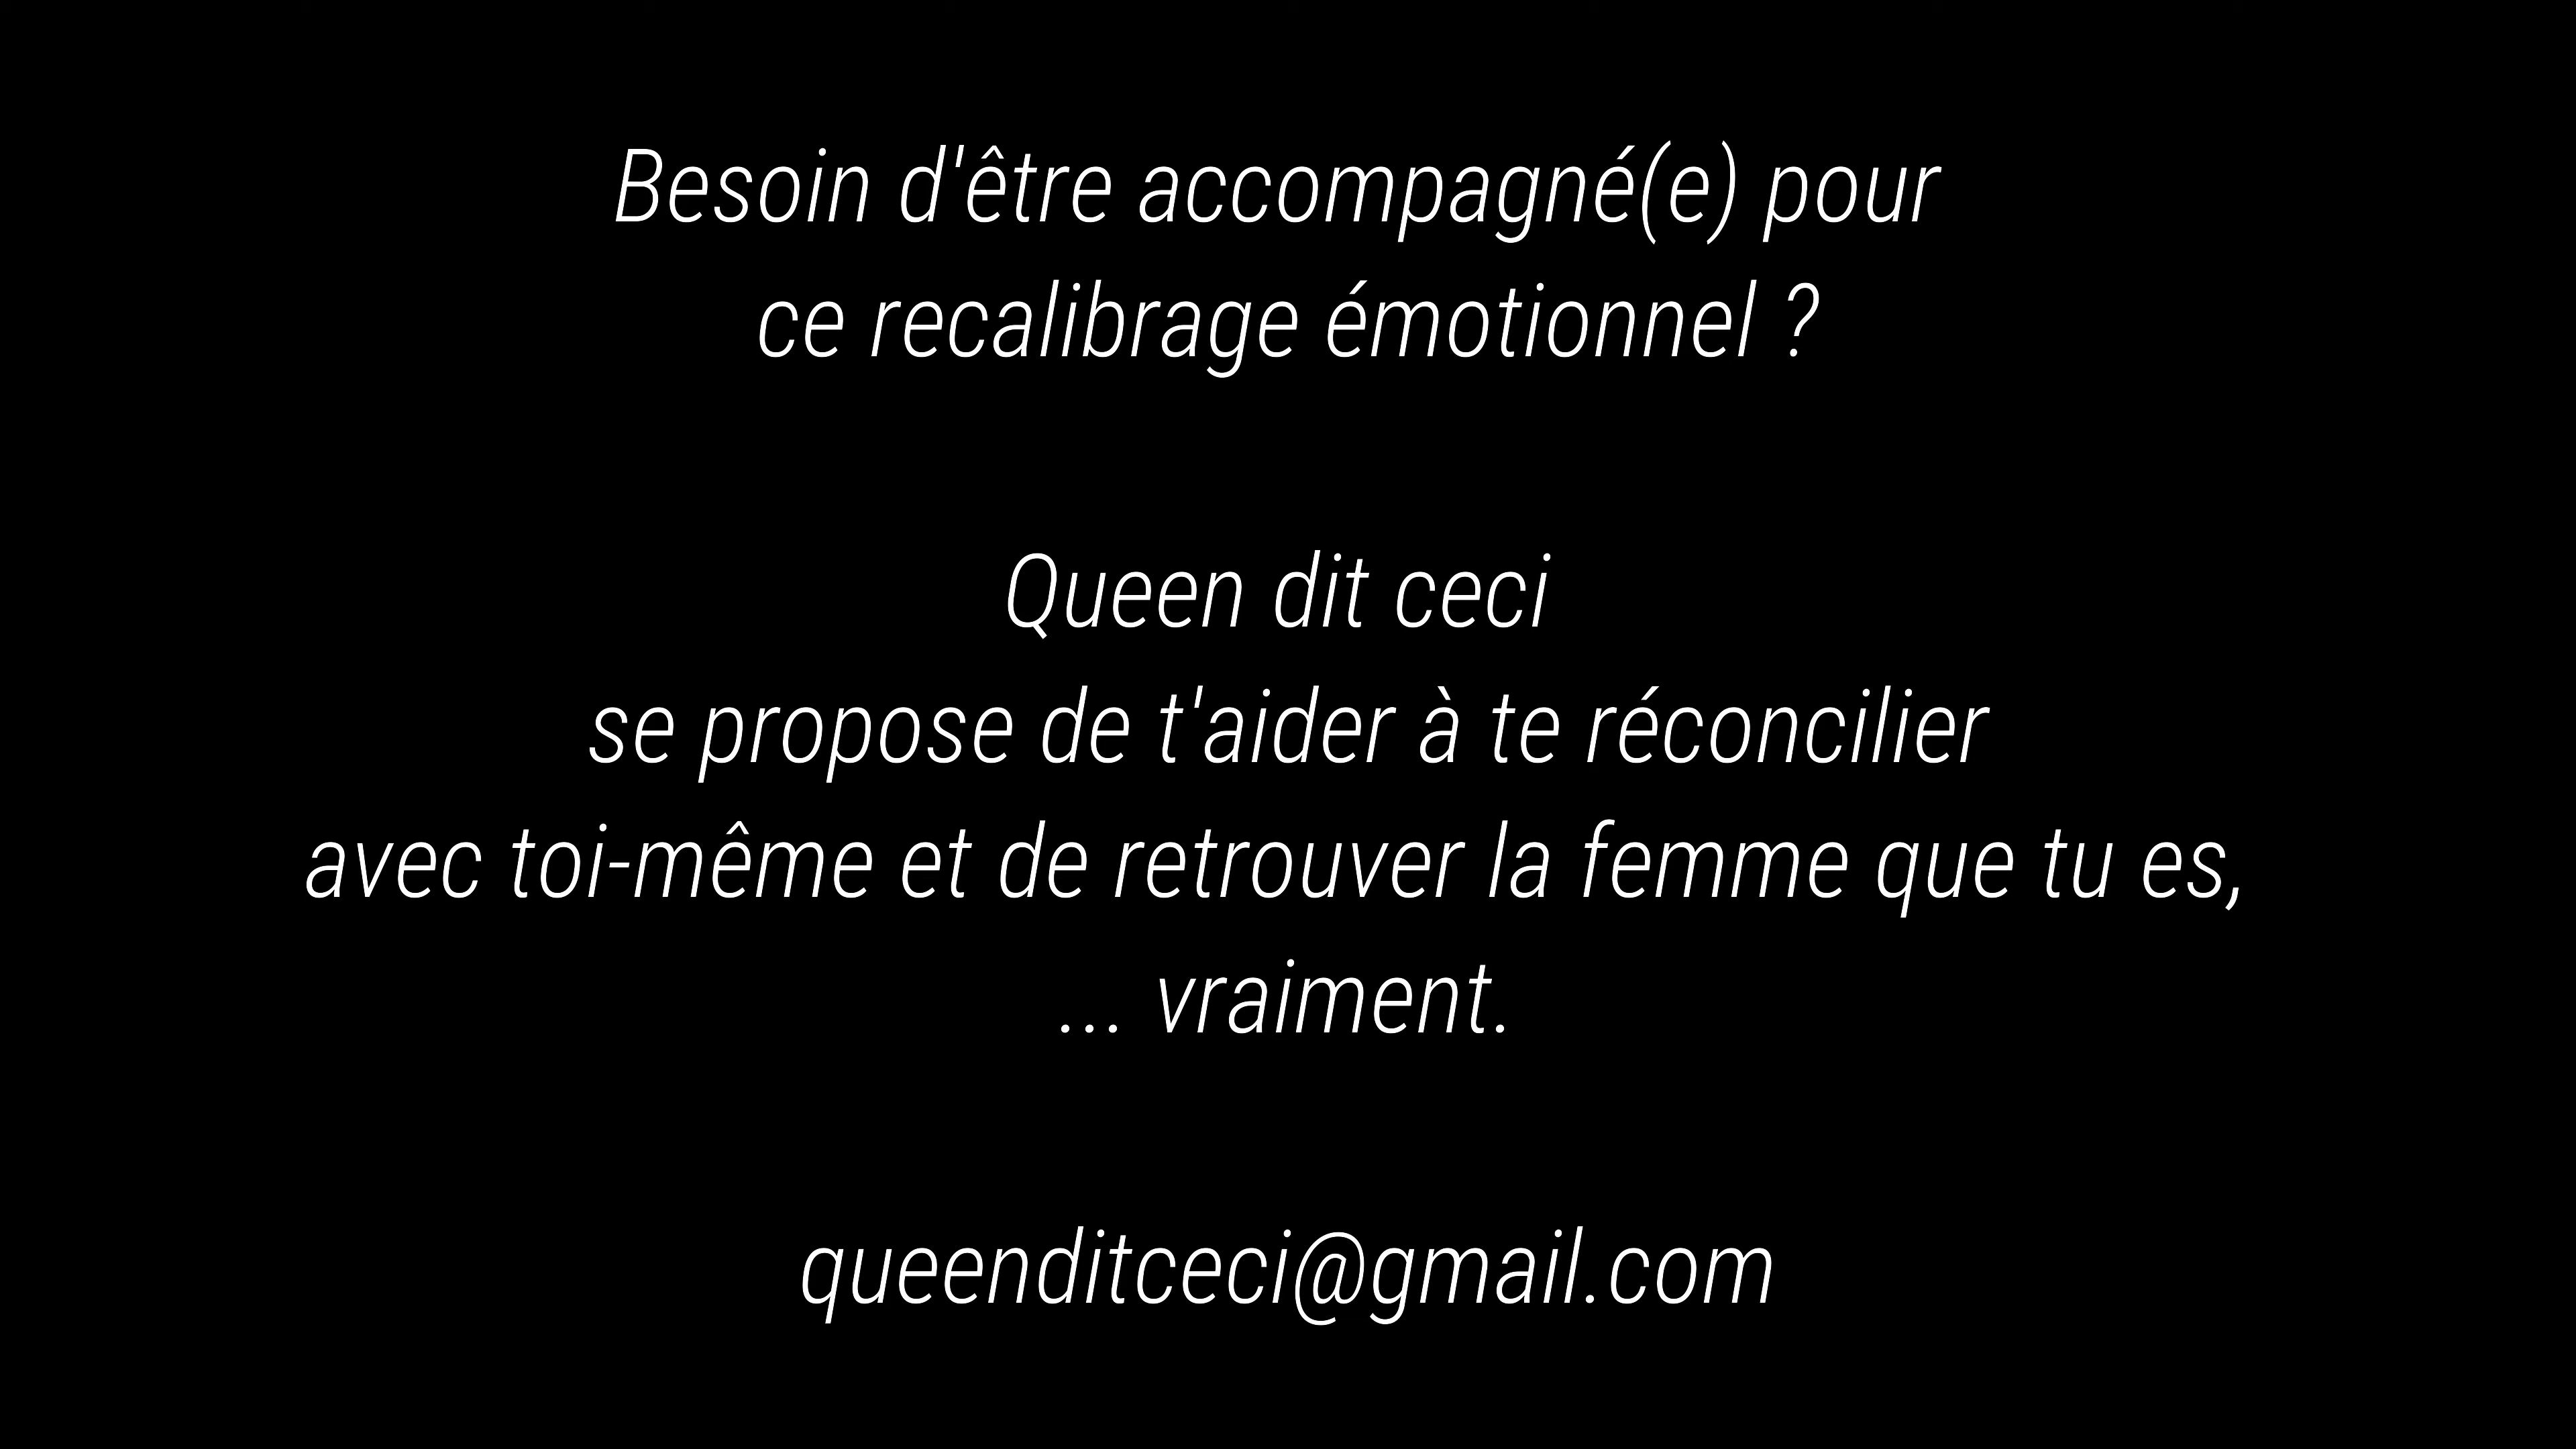 Besoin d'être accompagné(e) pour
ce recalibrage émotionnel ?
Queen dit ceci
se propose de t'aider à te réconcilier
avec toi-même et de retrouver la femme que tu es,
... vraiment.
queenditceci@gmail.com